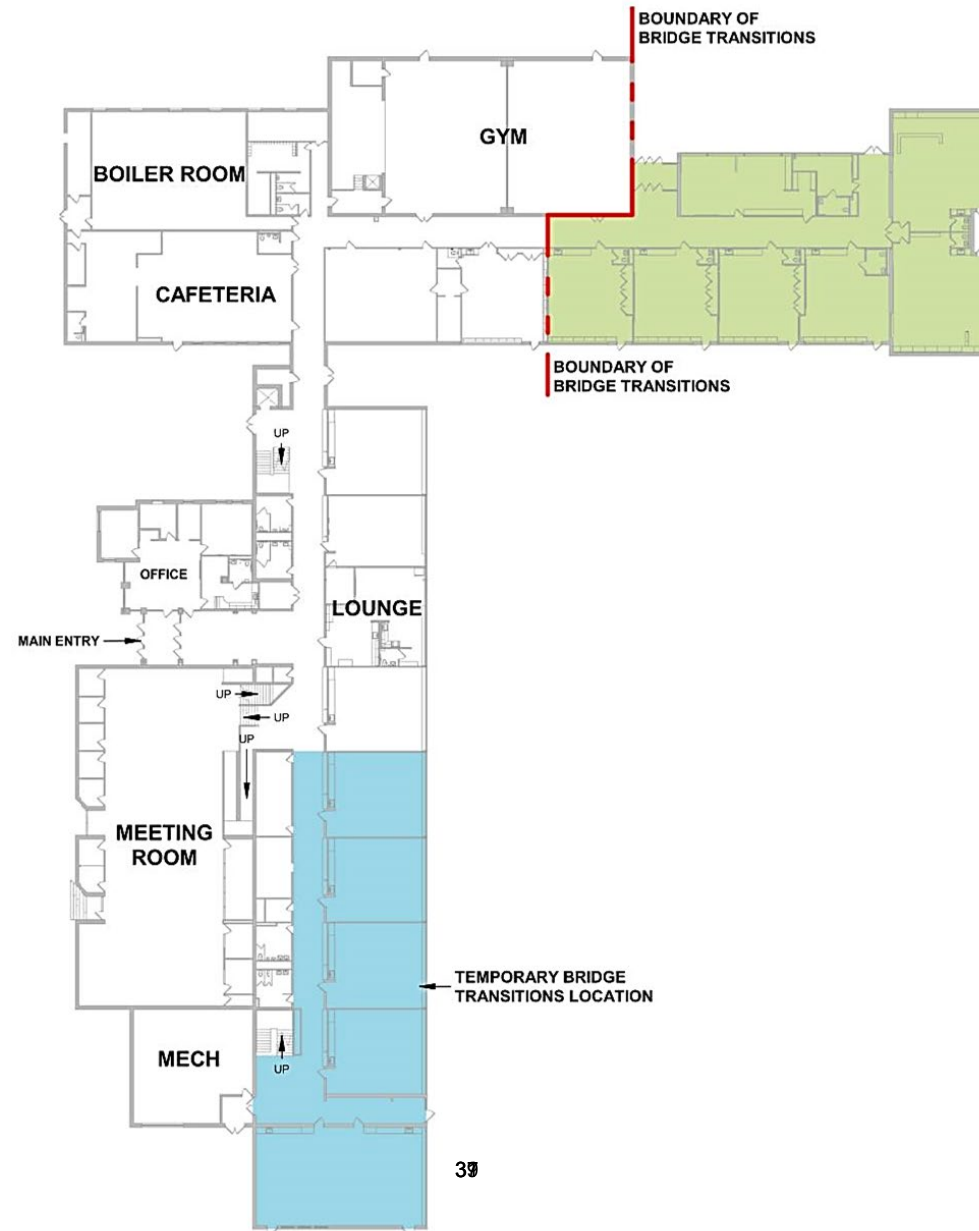 BOUNDARY OF
BRIDGE TRANSITIONS
GYM
BOILER ROOM
CAFETERIA
BOUNDARY OF
BRIDGE TRANSITIONS
UP
OFFICE
LOUNGE
MAIN ENTRY
UP
UP
UP
MEETING
ROOM
TEMPORARY BRIDGE
TRANSITIONS LOCATION
MECH
UP